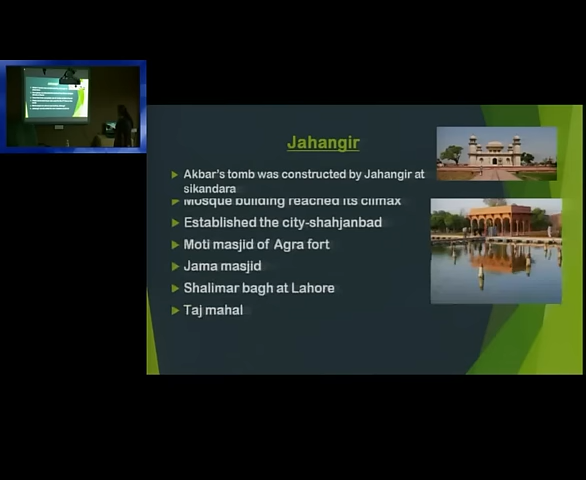 Jahangir
Akbar's tomb was constructed by Jahangir at
sikandara
Mosque building reached its climax
Established the city-shahjanbad
Moti masjid of Agra fort
Jama masjid
Shalimar bagh at Lahore
Taj mahal